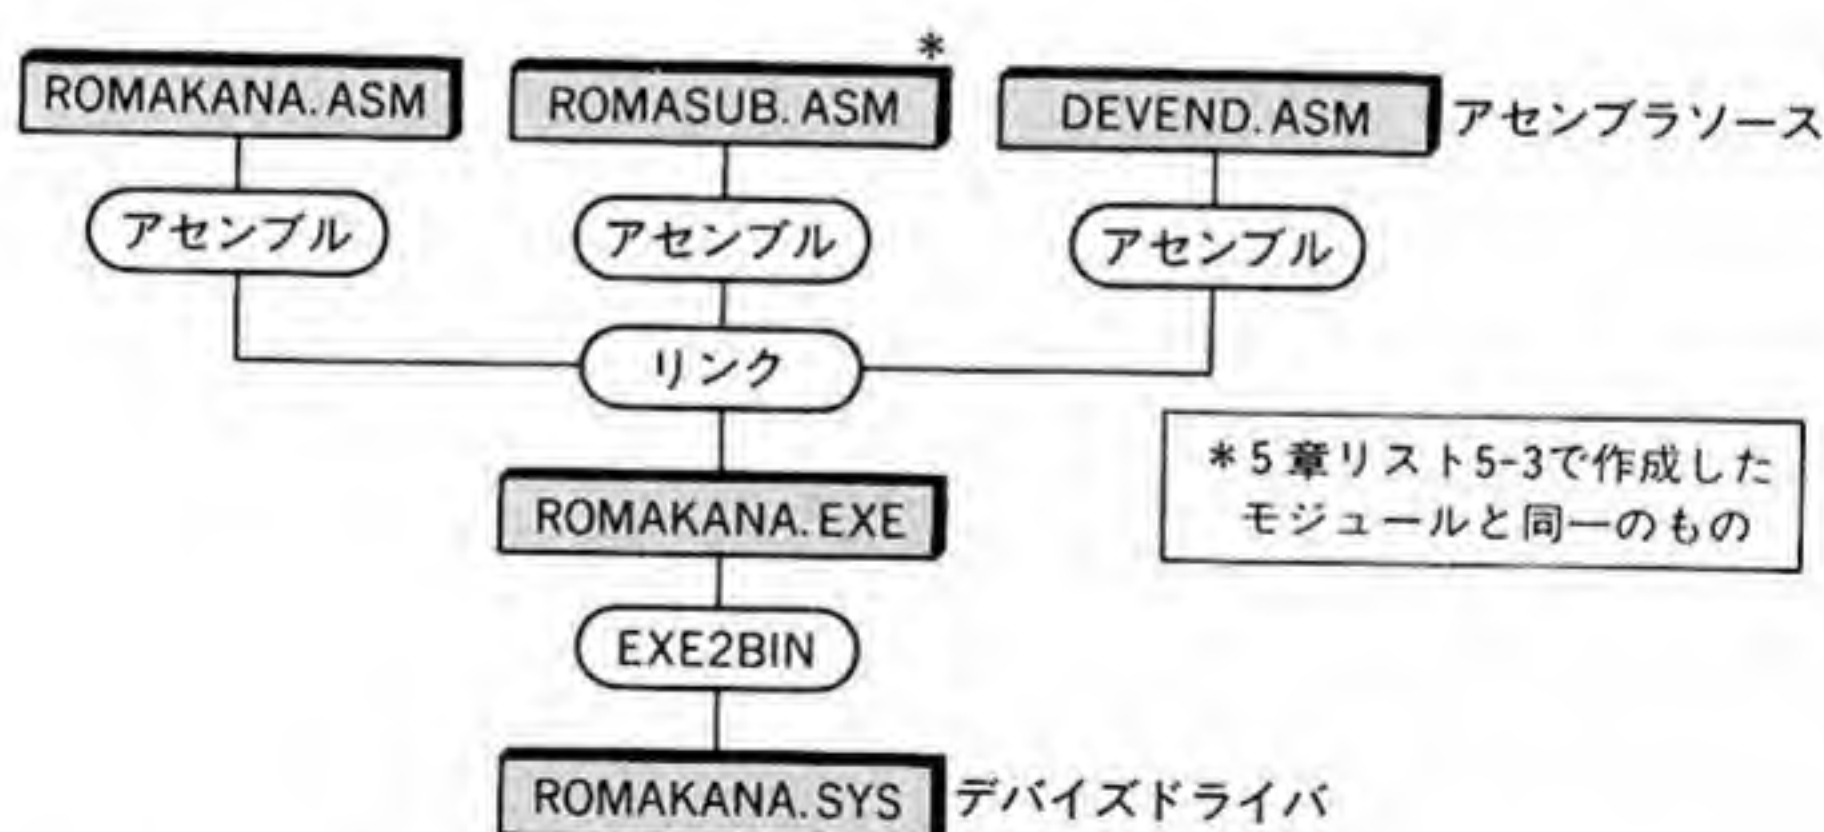 *
ROMAKANA.ASM
ROMASUB.ASM
DEVEND.ASM
アセンブラソース
アセンブル
アセンブル
アセンブル
リンク
*5章リスト5-3で作成した
モジュールと同一のもの
ROMAKANA.EXE
EXE2BIN
ROMAKANA.SYS
デバイズドライバ